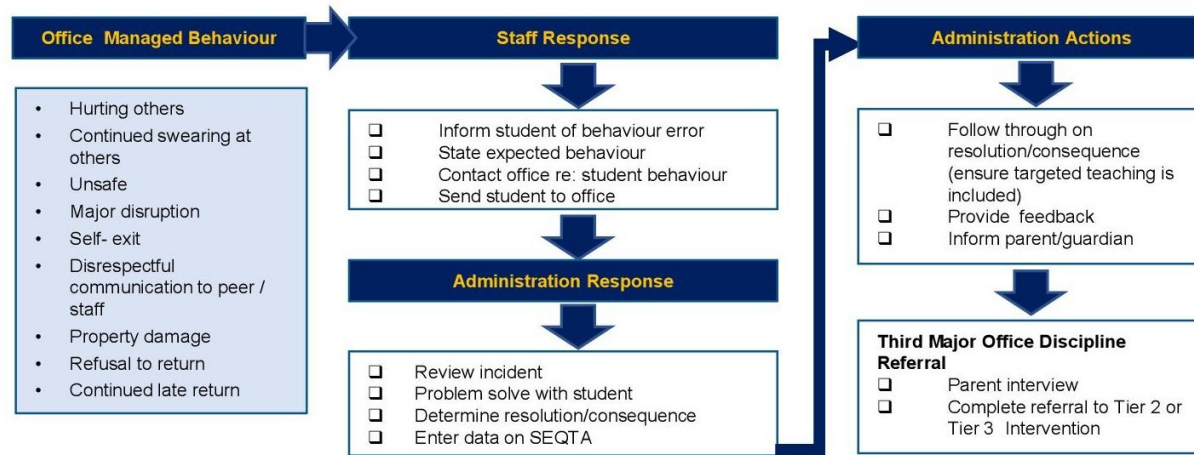 Office Managed Behaviour
• Hurting others
• Continued swearing at
others
• Unsafe
• Major disruption
• Self- exit
• Disrespectful
communication to peer /
staff
• Property damage
• Refusal to return
• Continued late return
Staff Response
❑ Inform student of behaviour error
❑ State expected behaviour
❑ Contact office re: student behaviour
❑ Send student to office
Administration Response
❑ Review incident
❑ Problem solve with student
❑ Determine resolution/consequence
❑ Enter data on SEQTA
Administration Actions
❑ Follow through on
resolution/consequence
(ensure targeted teaching is
included)
❑ Provide feedback
❑ Inform parent/guardian
Third Major Office Discipline
Referral
❑ Parent interview
❑ Complete referral to Tier 2 or
Tier 3 Intervention